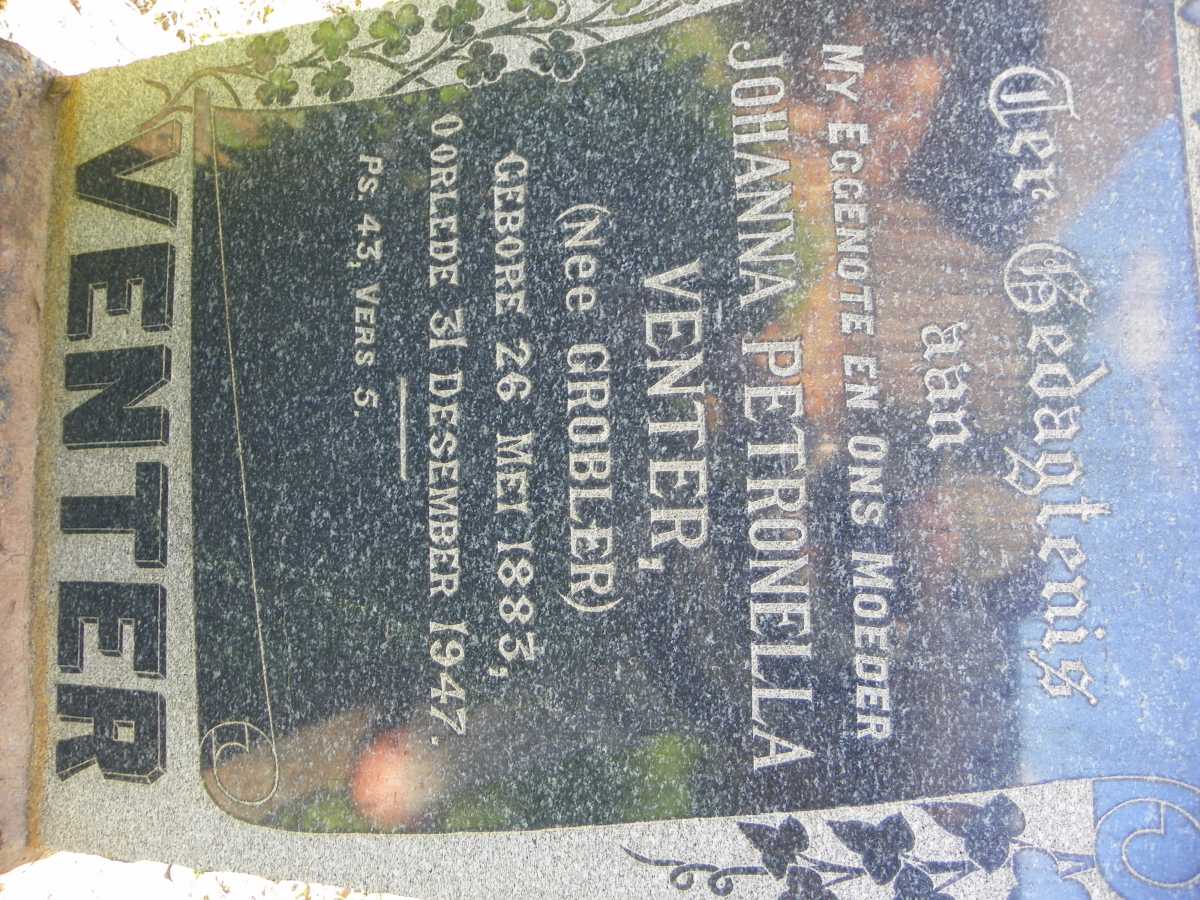 Ter Gedagtenis
aan
MY EGGENOTE EN ONS MOEDER
JOHANNA PETRONELLA
VENTER,
(Nee GROBLER)
GEBORE 26 MEI 1883,
OORLEDE 31 DESEMBER 1947.
Ps. 43, VERS 5.
VENTER